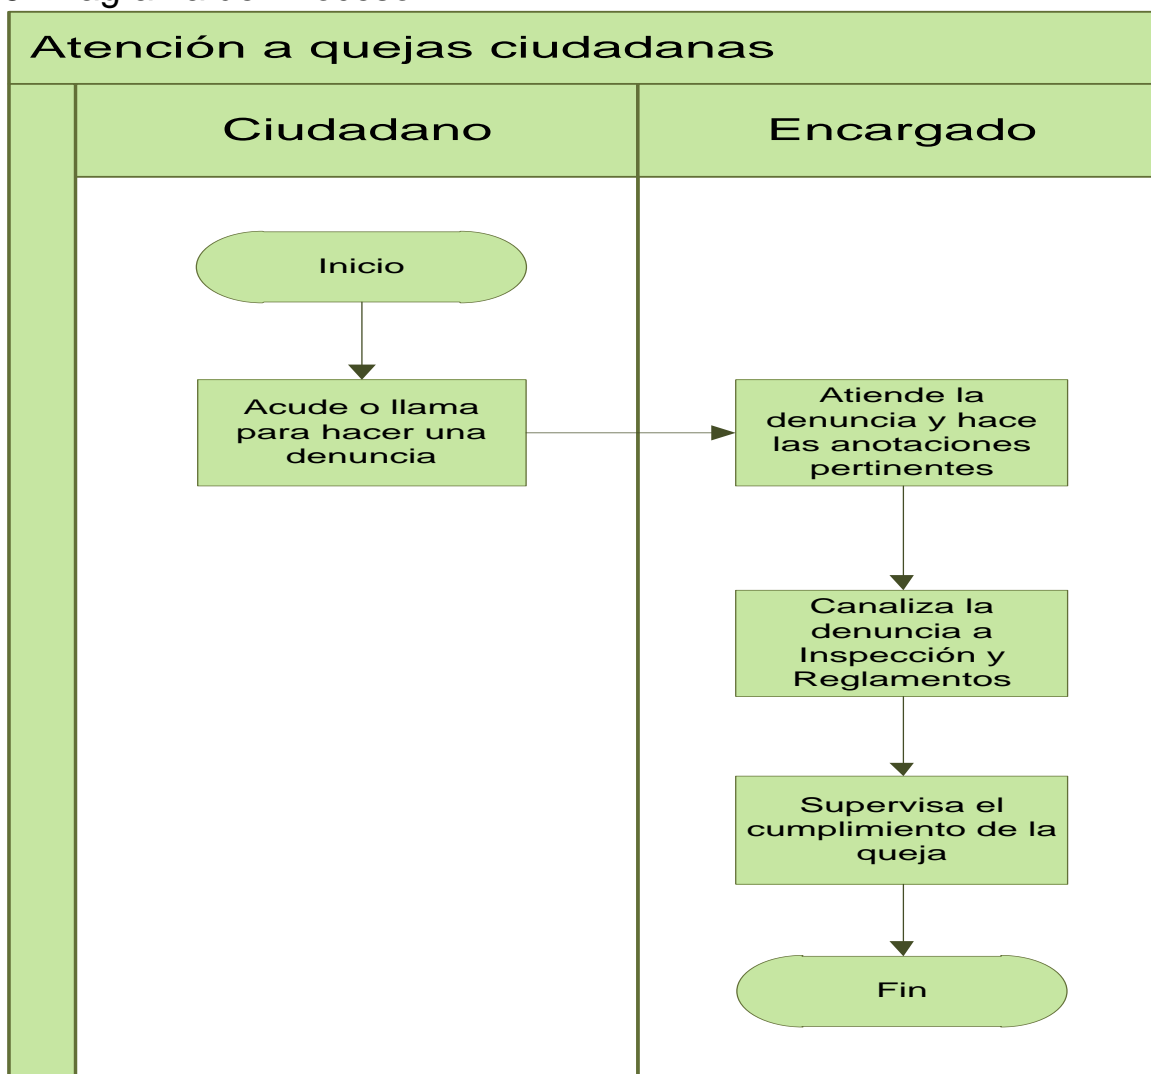 Atención a quejas ciudadanas
Ciudadano
Encargado
Inicio
Acude o llama
para hacer una
denuncia
Atiende la
denuncia y hace
las anotaciones
pertinentes
Canaliza la
denuncia a
Inspección y
Reglamentos
Supervisa el
cumplimiento de la
queja
Fin